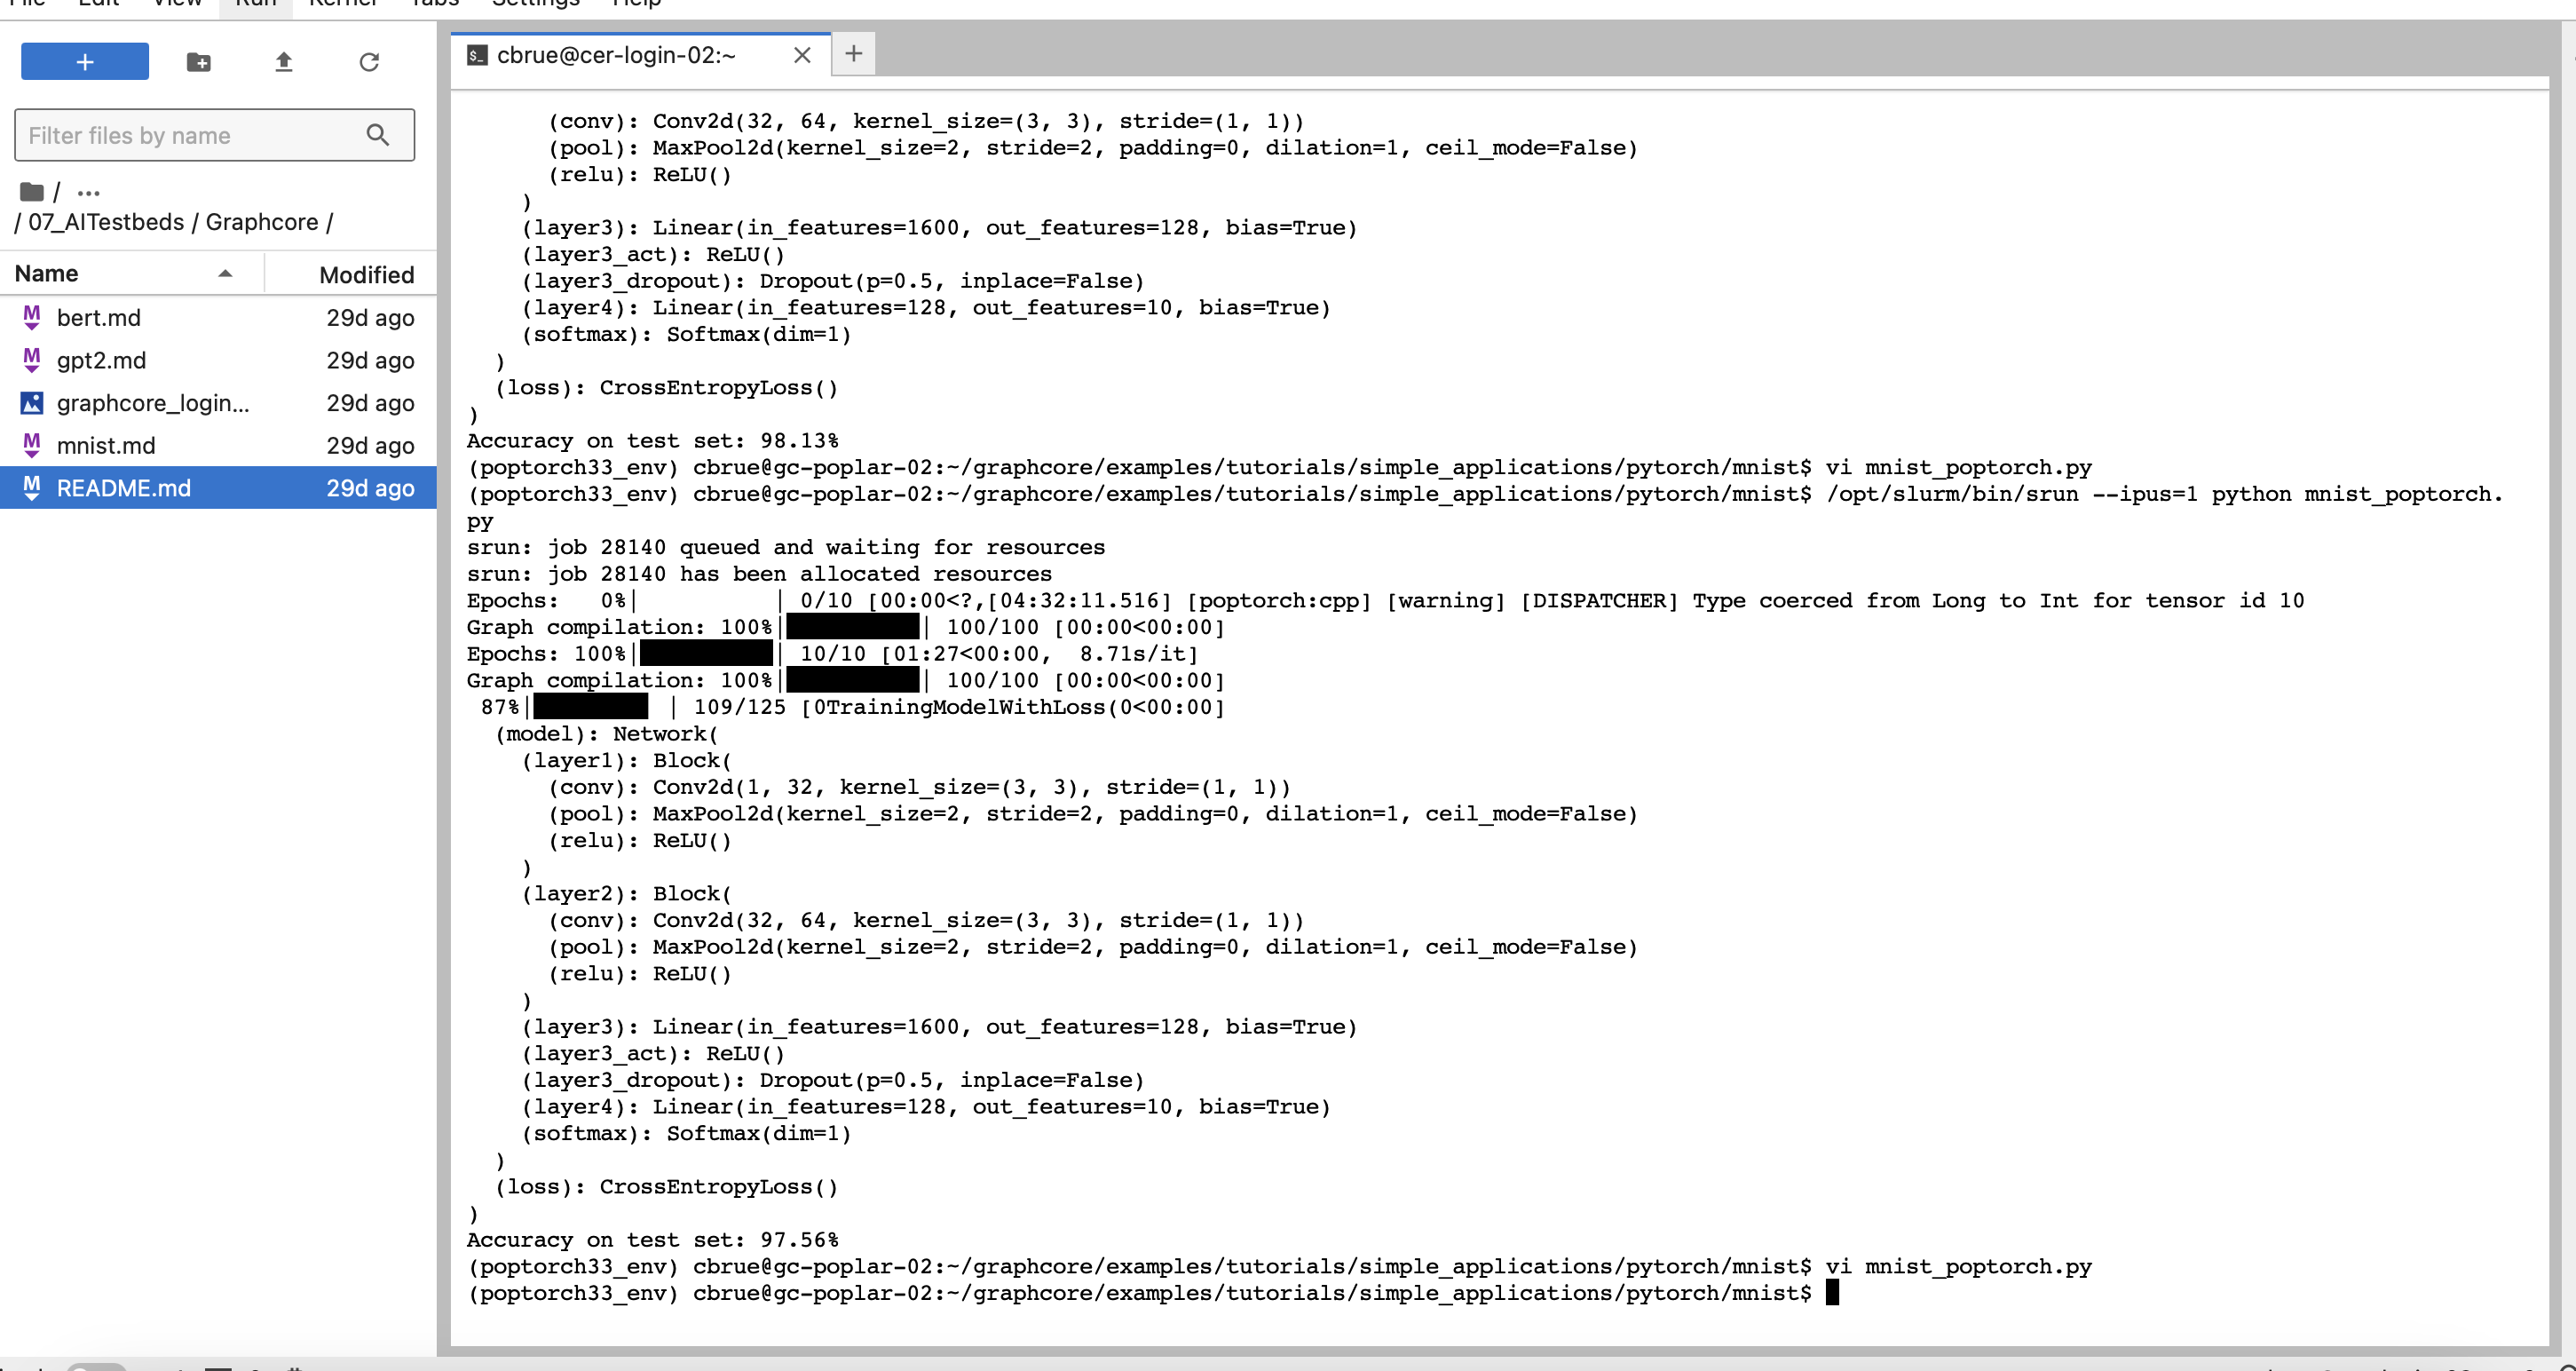 File Edit View Run Kernel Tabs Settings Help
+
Filter files by name
/ ...
/ 07_AITestbeds / Graphcore /
Name Modified
bert.md 29d ago
gpt2.md 29d ago
graphcore_login... 29d ago
mnist.md 29d ago
README.md 29d ago
cbrue@cer-login-02:~
(conv): Conv2d(32, 64, kernel_size=(3, 3), stride=(1, 1))
(pool): MaxPool2d(kernel_size=2, stride=2, padding=0, dilation=1, ceil_mode=False)
(relu): ReLU()
)
(layer3): Linear(in_features=1600, out_features=128, bias=True)
(layer3_act): ReLU()
(layer3_dropout): Dropout(p=0.5, inplace=False)
(layer4): Linear(in_features=128, out_features=10, bias=True)
(softmax): Softmax(dim=1)
)
(loss): CrossEntropyLoss()
)
Accuracy on test set: 98.13%
(poptorch33_env) cbrue@gc-poplar-02:~/graphcore/examples/tutorials/simple_applications/pytorch/mnist$ vi mnist_poptorch.py
(poptorch33_env) cbrue@gc-poplar-02:~/graphcore/examples/tutorials/simple_applications/pytorch/mnist$ /opt/slurm/bin/srun --ipus=1 python mnist_poptorch.
py
srun: job 28140 queued and waiting for resources
srun: job 28140 has been allocated resources
Epochs:   0%|          | 0/10 [00:00<?,[04:32:11.516] [poptorch:cpp] [warning] [DISPATCHER] Type coerced from Long to Int for tensor id 10
Graph compilation: 100%|██████████| 100/100 [00:00<00:00]
Epochs: 100%|██████████| 10/10 [01:27<00:00,  8.71s/it]
Graph compilation: 100%|██████████| 100/100 [00:00<00:00]
87%|████████▋ | 109/125 [0TrainingModelWithLoss(0<00:00]
(model): Network(
(layer1): Block(
(conv): Conv2d(1, 32, kernel_size=(3, 3), stride=(1, 1))
(pool): MaxPool2d(kernel_size=2, stride=2, padding=0, dilation=1, ceil_mode=False)
(relu): ReLU()
)
(layer2): Block(
(conv): Conv2d(32, 64, kernel_size=(3, 3), stride=(1, 1))
(pool): MaxPool2d(kernel_size=2, stride=2, padding=0, dilation=1, ceil_mode=False)
(relu): ReLU()
)
(layer3): Linear(in_features=1600, out_features=128, bias=True)
(layer3_act): ReLU()
(layer3_dropout): Dropout(p=0.5, inplace=False)
(layer4): Linear(in_features=128, out_features=10, bias=True)
(softmax): Softmax(dim=1)
)
(loss): CrossEntropyLoss()
)
Accuracy on test set: 97.56%
(poptorch33_env) cbrue@gc-poplar-02:~/graphcore/examples/tutorials/simple_applications/pytorch/mnist$ vi mnist_poptorch.py
(poptorch33_env) cbrue@gc-poplar-02:~/graphcore/examples/tutorials/simple_applications/pytorch/mnist$